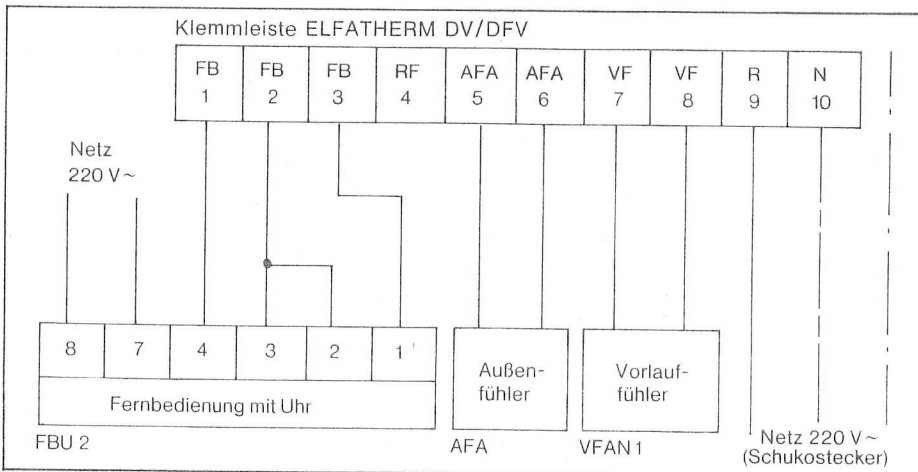 Klemmleiste ELFATHERM DV/DFV
FB FB FB RF AFA AFA VF VF R N
1 2 3 4 5 6 7 8 9 10
Netz
220 V~
8 7 4 3 2 1
Fernbedienung mit Uhr
FBU 2
Außen-
fühler
AFA
Vorlauf-
fühler
VFAN 1
Netz 220 V~
(Schukostecker)